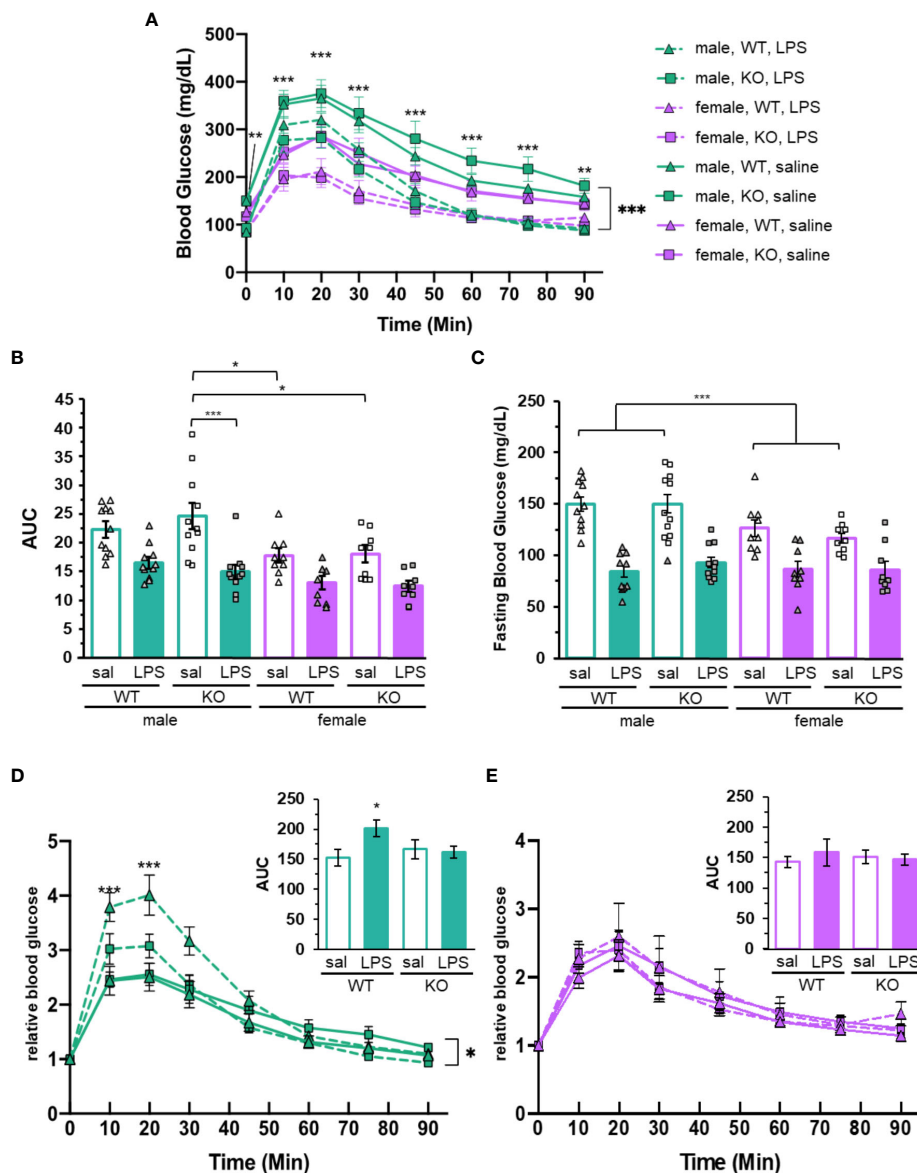 A
Blood Glucose (mg/dL)
500
400
300
200
100
0
**
***
***
***
***
***
***
**
***
0 10 20 30 40 50 60 70 80 90
Time (Min)
male, WT, LPS
male, KO, LPS
female, WT, LPS
female, KO, LPS
male, WT, saline
male, KO, saline
female, WT, saline
female, KO, saline
B
AUC
45
40
35
30
25
20
15
10
5
0
*
*
***
sal LPS sal LPS sal LPS sal LPS
WT KO WT KO
male female
C
Fasting Blood Glucose (mg/dL)
250
200
150
100
50
0
***
sal LPS sal LPS sal LPS sal LPS
WT KO WT KO
male female
D
relative blood glucose
5
4
3
2
1
0
***
***
*
0 10 20 30 40 50 60 70 80 90
Time (Min)
AUC
250
200
150
100
50
0
*
sal LPS sal LPS
WT KO
E
relative blood glucose
4
3
2
1
0
0 10 20 30 40 50 60 70 80 90
Time (Min)
AUC
250
200
150
100
50
0
sal LPS sal LPS
WT KO